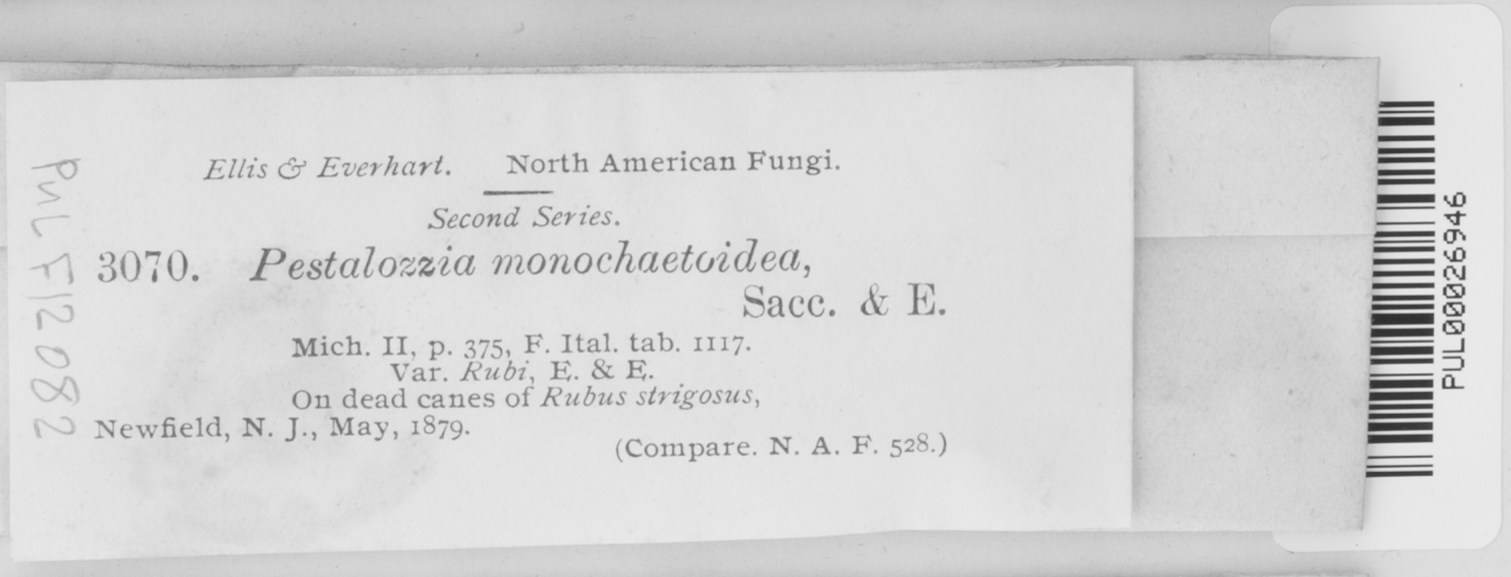 Ellis & Everhart. North American Fungi.
Second Series.
3070. Pestalozzia monochaetoidea,
Sacc. & E.
Mich. II, p. 375, F. Ital. tab. 1117.
Var. Rubi, E. & E.
On dead canes of Rubus strigosus,
Newfield, N. J., May, 1879.
(Compare. N. A. F. 528.)
PUL F12082
PUL00026946